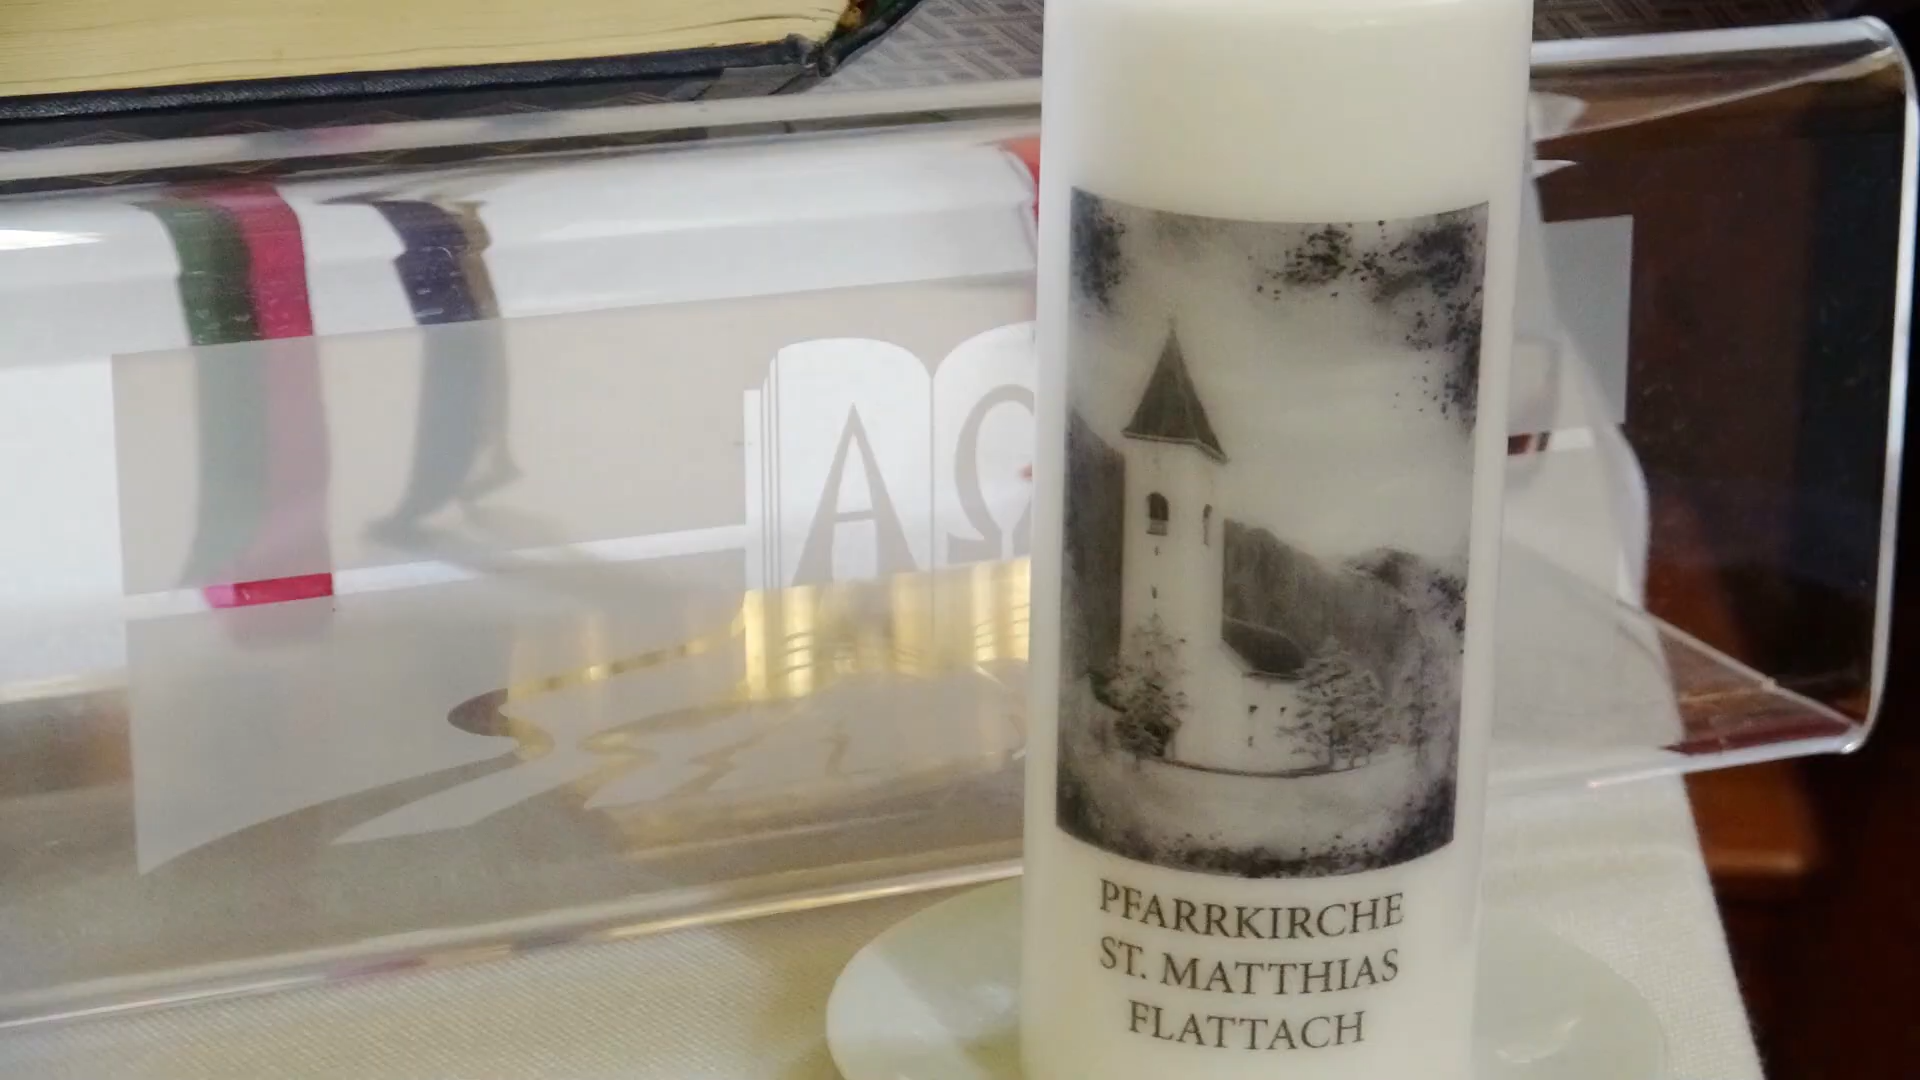 Α Ω
PFARRKIRCHE
ST. MATTHIAS
FLATTACH